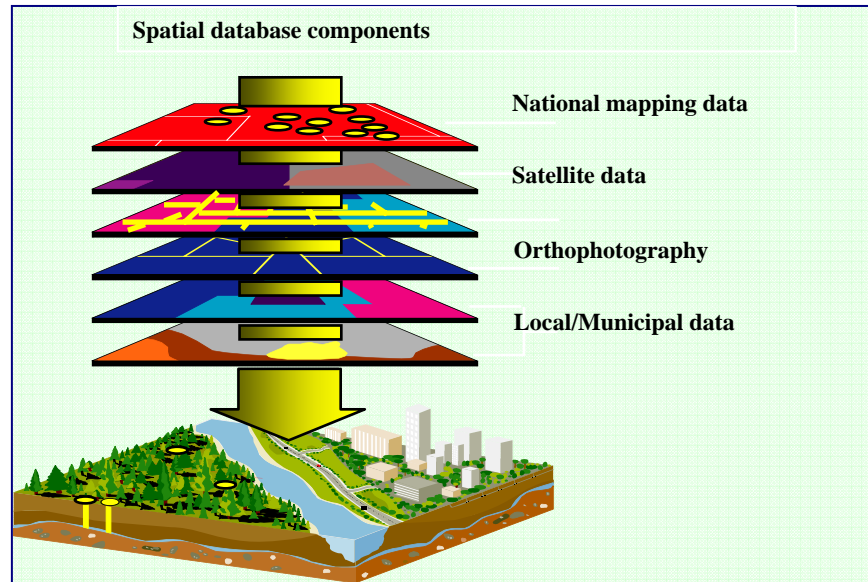 Spatial database components
National mapping data
Satellite data
Orthophotography
Local/Municipal data